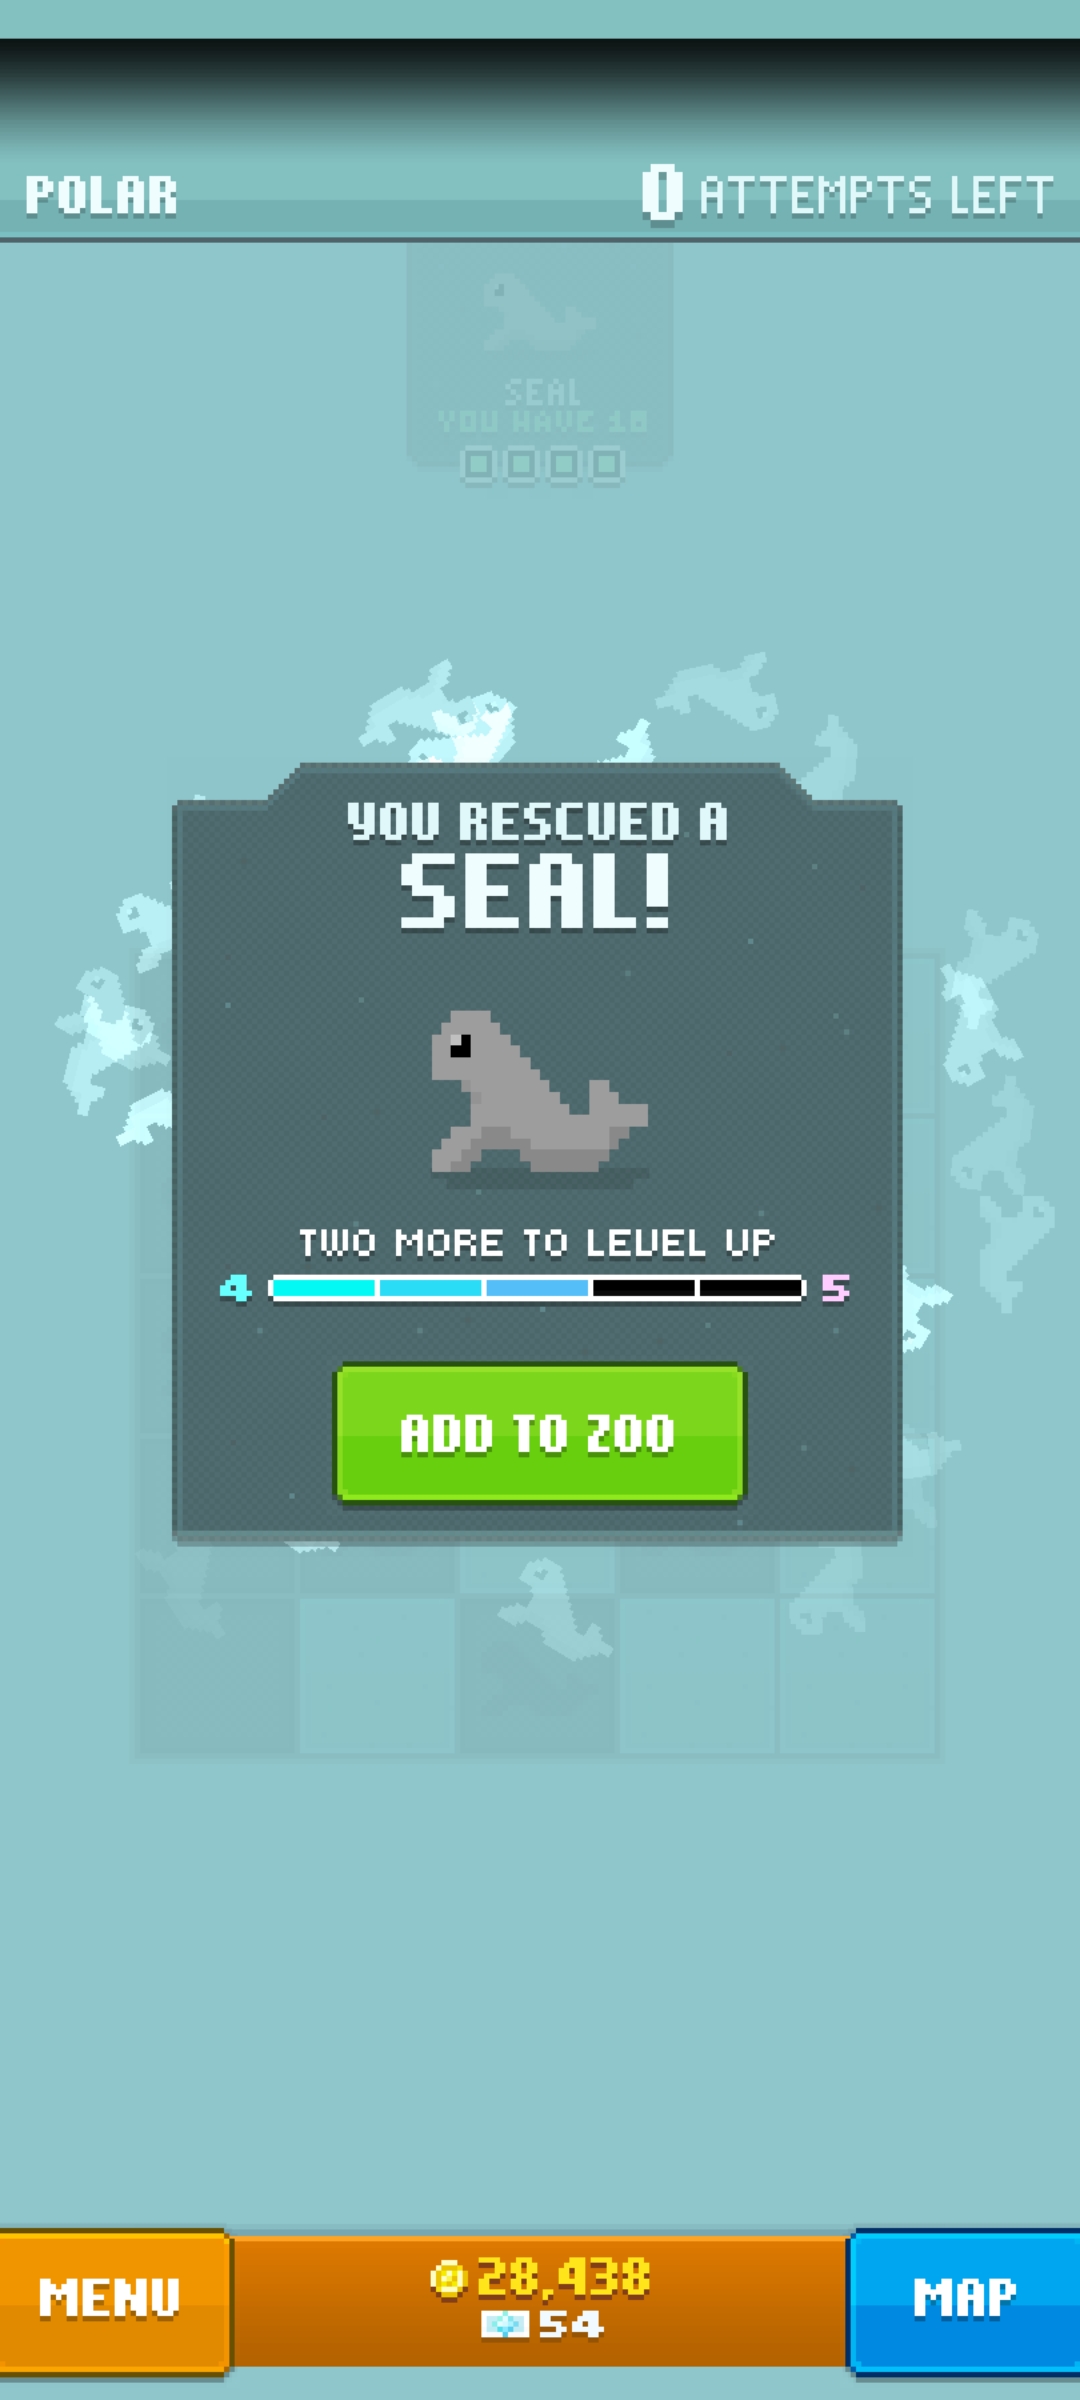 POLAR
0 ATTEMPTS LEFT
SEAL
YOU HAVE 18
YOU RESCUED A
SEAL!
TWO MORE TO LEVEL UP
4 5
ADD TO ZOO
MENU
28,438
54
MAP